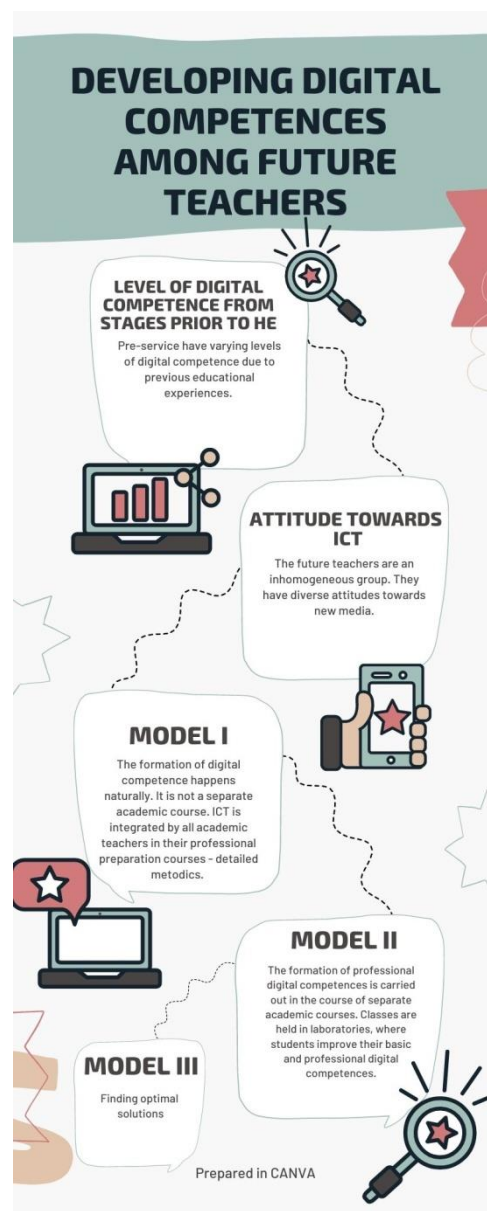 DEVELOPING DIGITAL
COMPETENCES
AMONG FUTURE
TEACHERS
LEVEL OF DIGITAL
COMPETENCE FROM
STAGES PRIOR TO HE
Pre-service have varying levels
of digital competence due to
previous educational
experiences.
ATTITUDE TOWARDS
ICT
The future teachers are an
inhomogeneous group. They
have diverse attitudes towards
new media.
MODEL I
The formation of digital
competence happens
naturally. It is not a separate
academic course. ICT is
integrated by all academic
teachers in their professional
preparation courses - detailed
metodics.
MODEL II
The formation of professional
digital competences is carried
out in the course of separate
academic courses. Classes are
held in laboratories, where
students improve their basic
and professional digital
competences.
MODEL III
Finding optimal
solutions
Prepared in CANVA